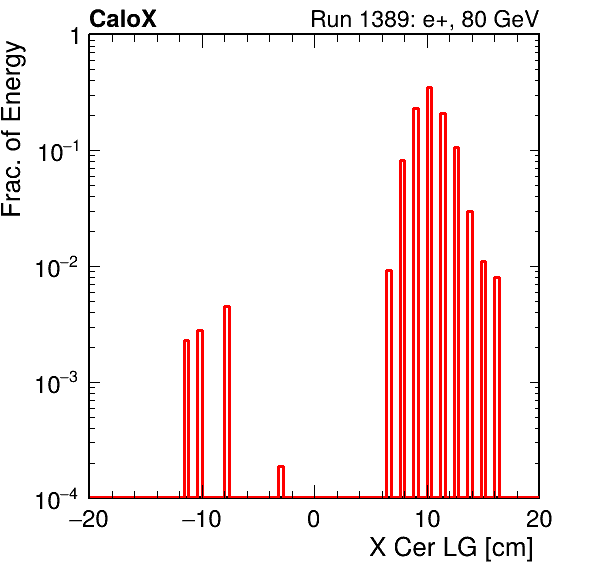 CaloX Run 1389: e+, 80 GeV
Frac. of Energy
1
10⁻¹
10⁻²
10⁻³
10⁻⁴
−20 −10 0 10 20
X Cer LG [cm]